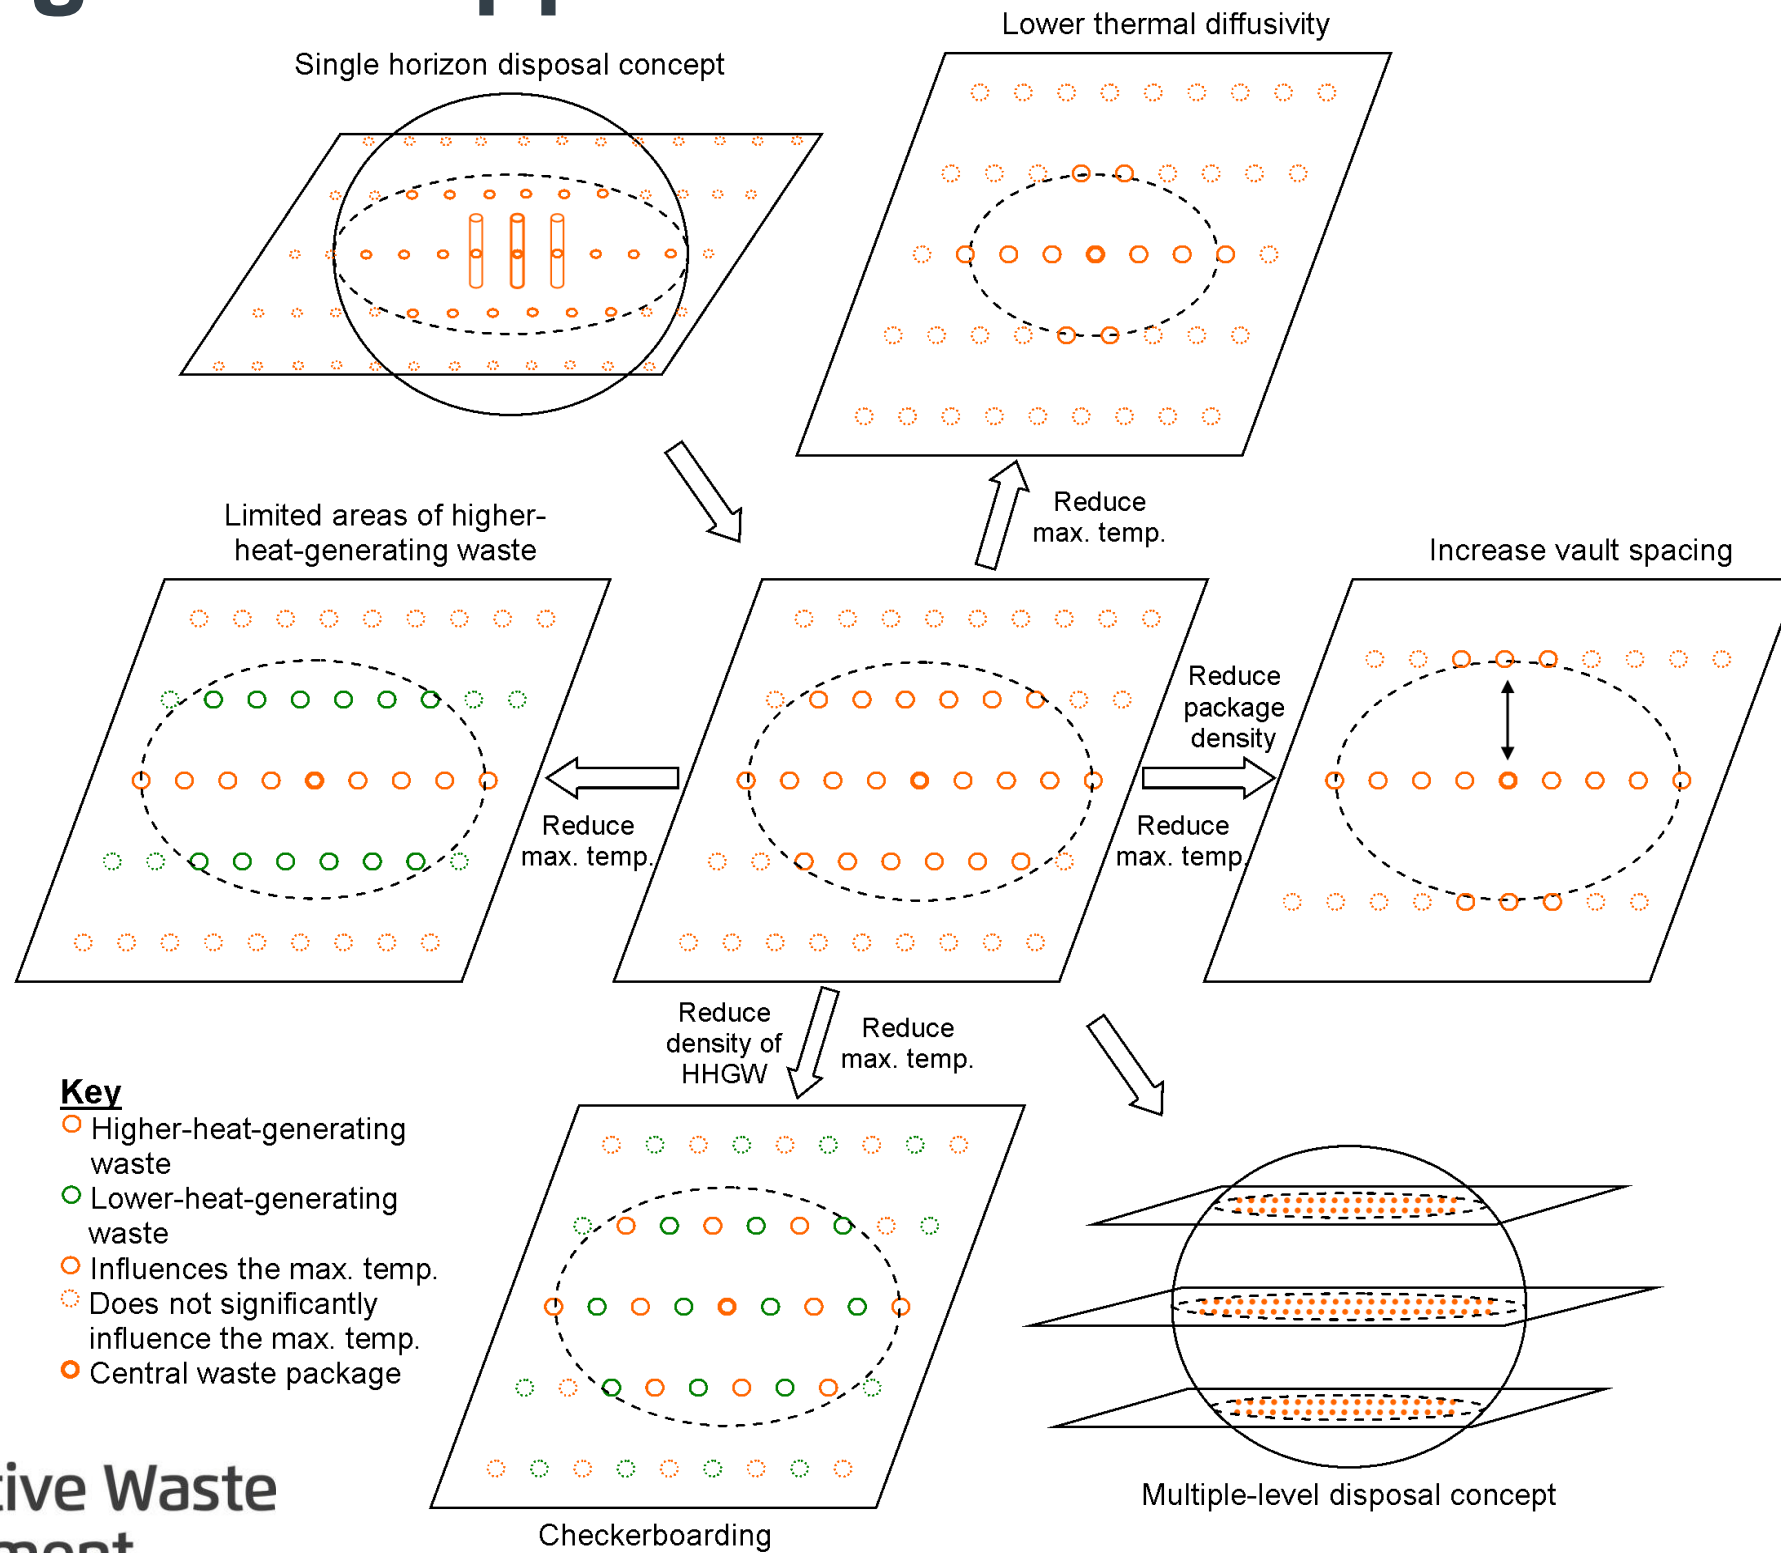 Lower thermal diffusivity
Single horizon disposal concept
Reduce
max. temp.
Limited areas of higher-
heat-generating waste
Increase vault spacing
Reduce
package
density
Reduce
max. temp.
Reduce
max. temp.
Reduce
density of
HHGW
Reduce
max. temp.
Key
Higher-heat-generating
waste
Lower-heat-generating
waste
Influences the max. temp.
Does not significantly
influence the max. temp.
Central waste package
Checkerboarding
Multiple-level disposal concept
tive Waste